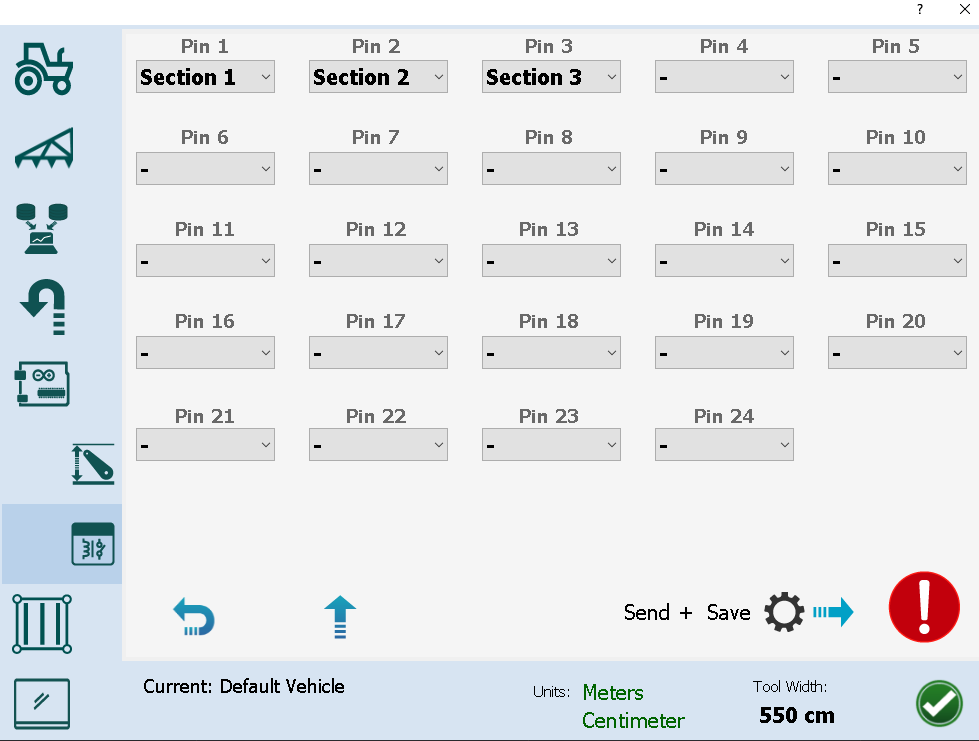 ?
Pin 1 Pin 2 Pin 3 Pin 4 Pin 5
Section 1 Section 2 Section 3 - -
Pin 6 Pin 7 Pin 8 Pin 9 Pin 10
- - - - -
Pin 11 Pin 12 Pin 13 Pin 14 Pin 15
- - - - -
Pin 16 Pin 17 Pin 18 Pin 19 Pin 20
- - - - -
Pin 21 Pin 22 Pin 23 Pin 24
- - - -
Send + Save
Current: Default Vehicle
Units: Meters
Centimeter
Tool Width:
550 cm